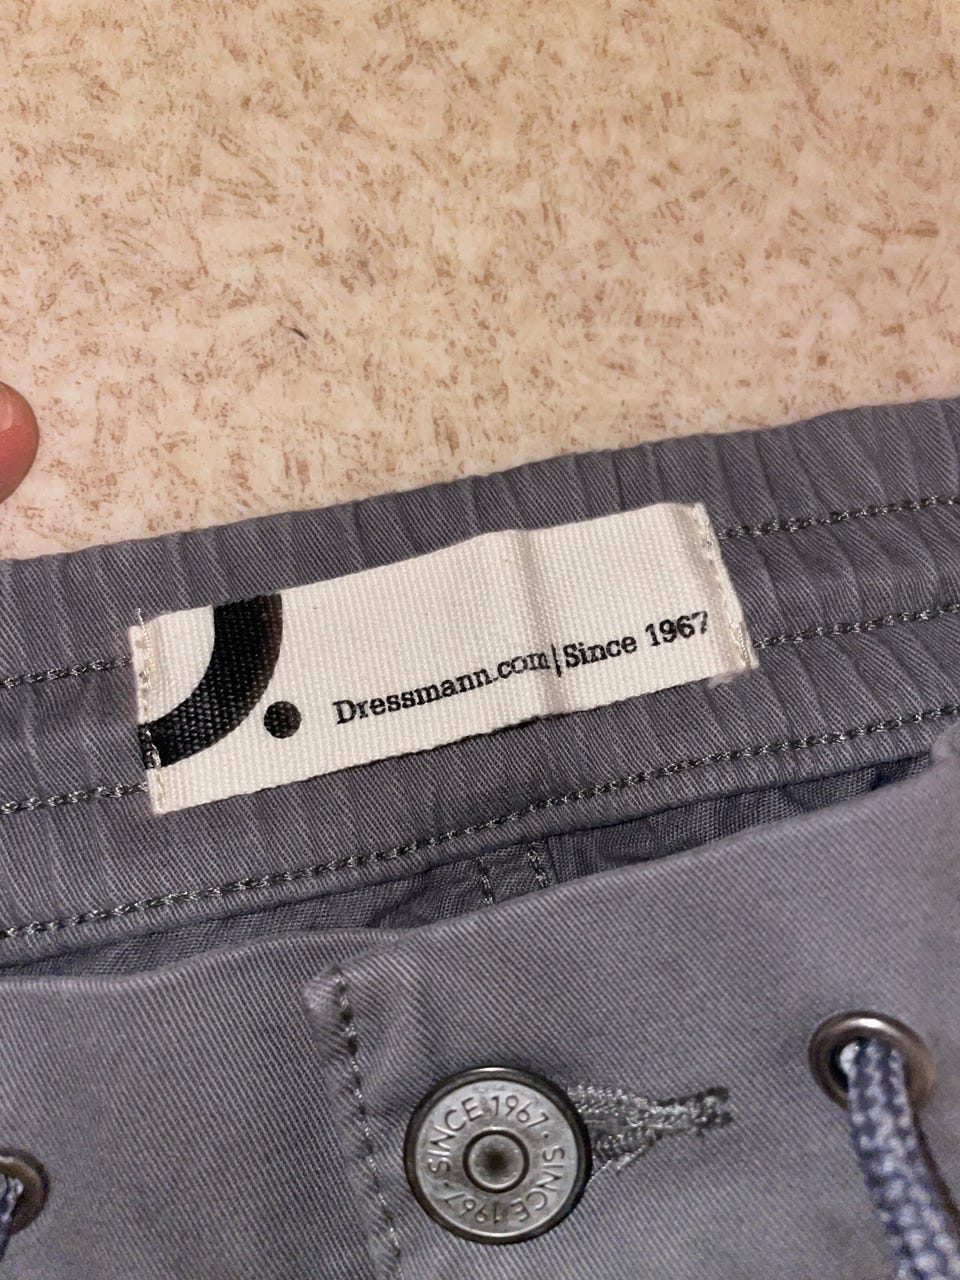 Dressmann.com|Since 1967
SINCE 1967 · SINCE 1967 ·